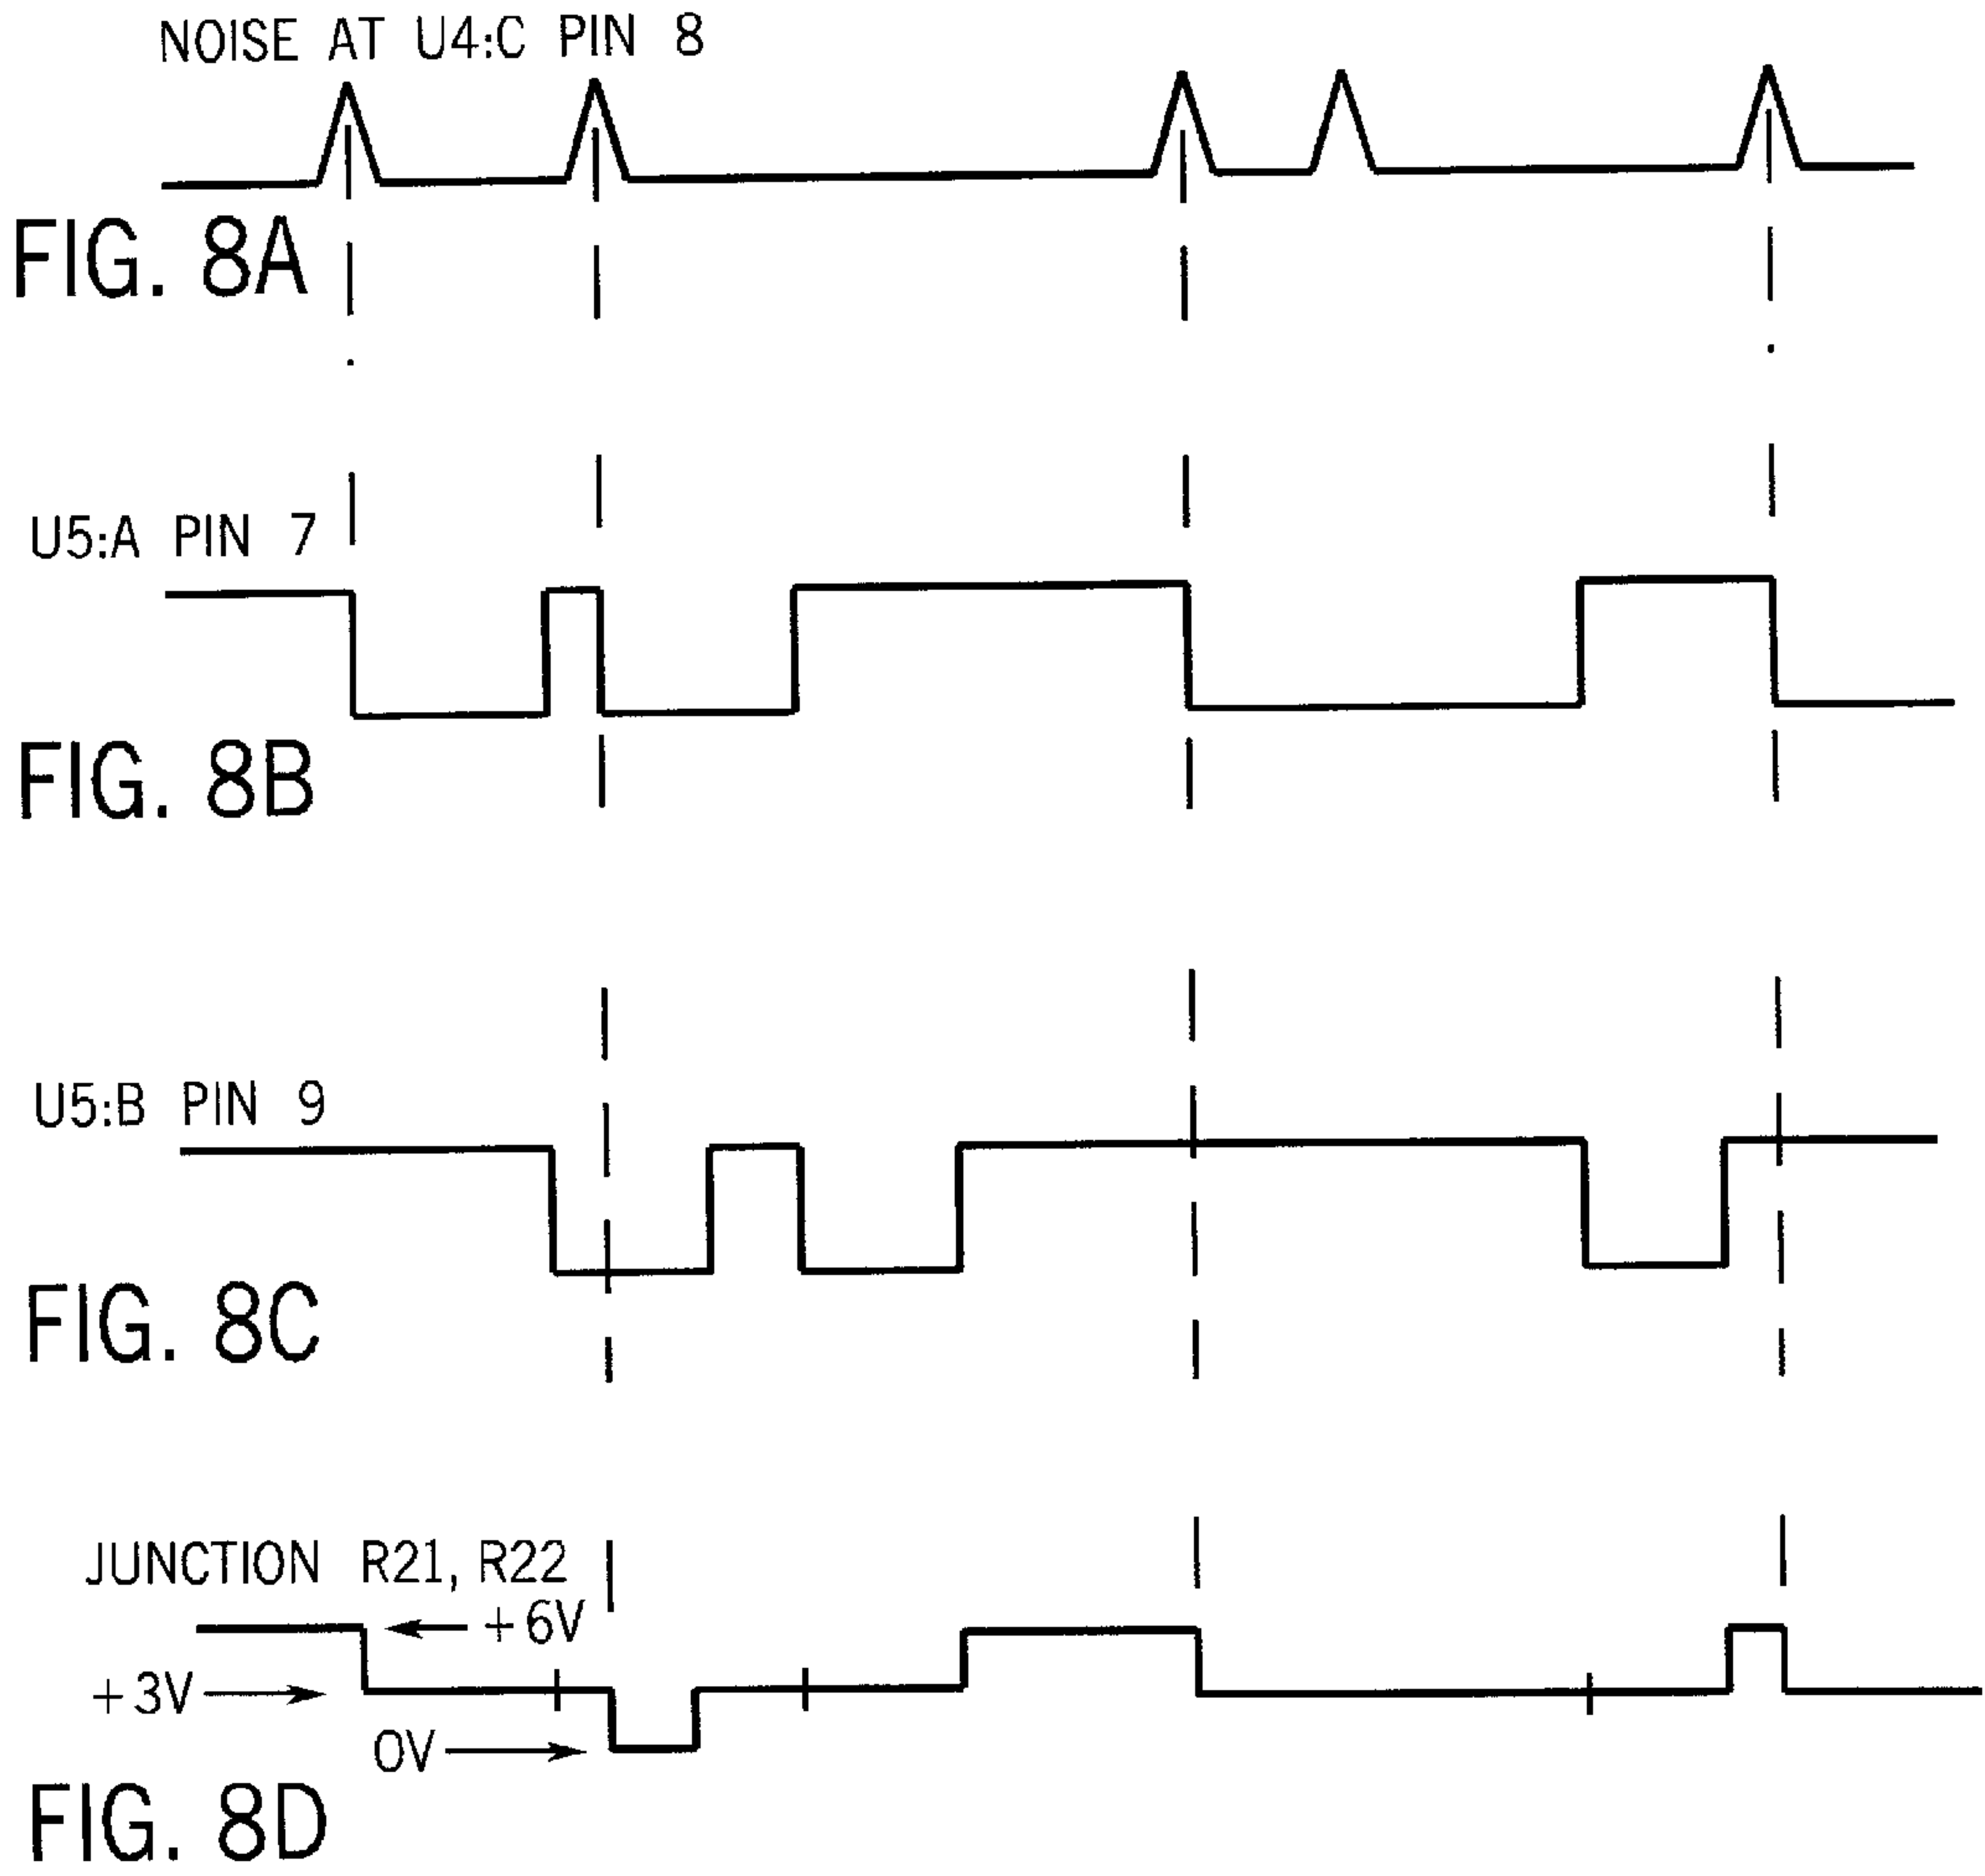 NOISE AT U4:C PIN 8
FIG. 8A
U5:A PIN 7
FIG. 8B
U5:B PIN 9
FIG. 8C
JUNCTION R21, R22
+6V
+3V
0V
FIG. 8D